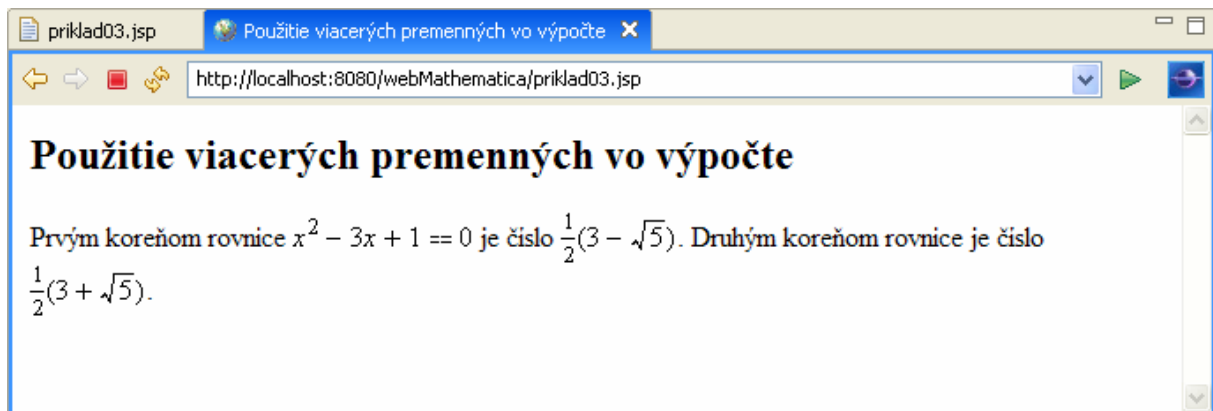 priklad03.jsp
Použitie viacerých premenných vo výpočte
http://localhost:8080/webMathematica/priklad03.jsp
Použitie viacerých premenných vo výpočte
Prvým koreňom rovnice x² − 3x + 1 == 0 je číslo 1/2(3 − √5). Druhým koreňom rovnice je číslo
1/2(3 + √5).